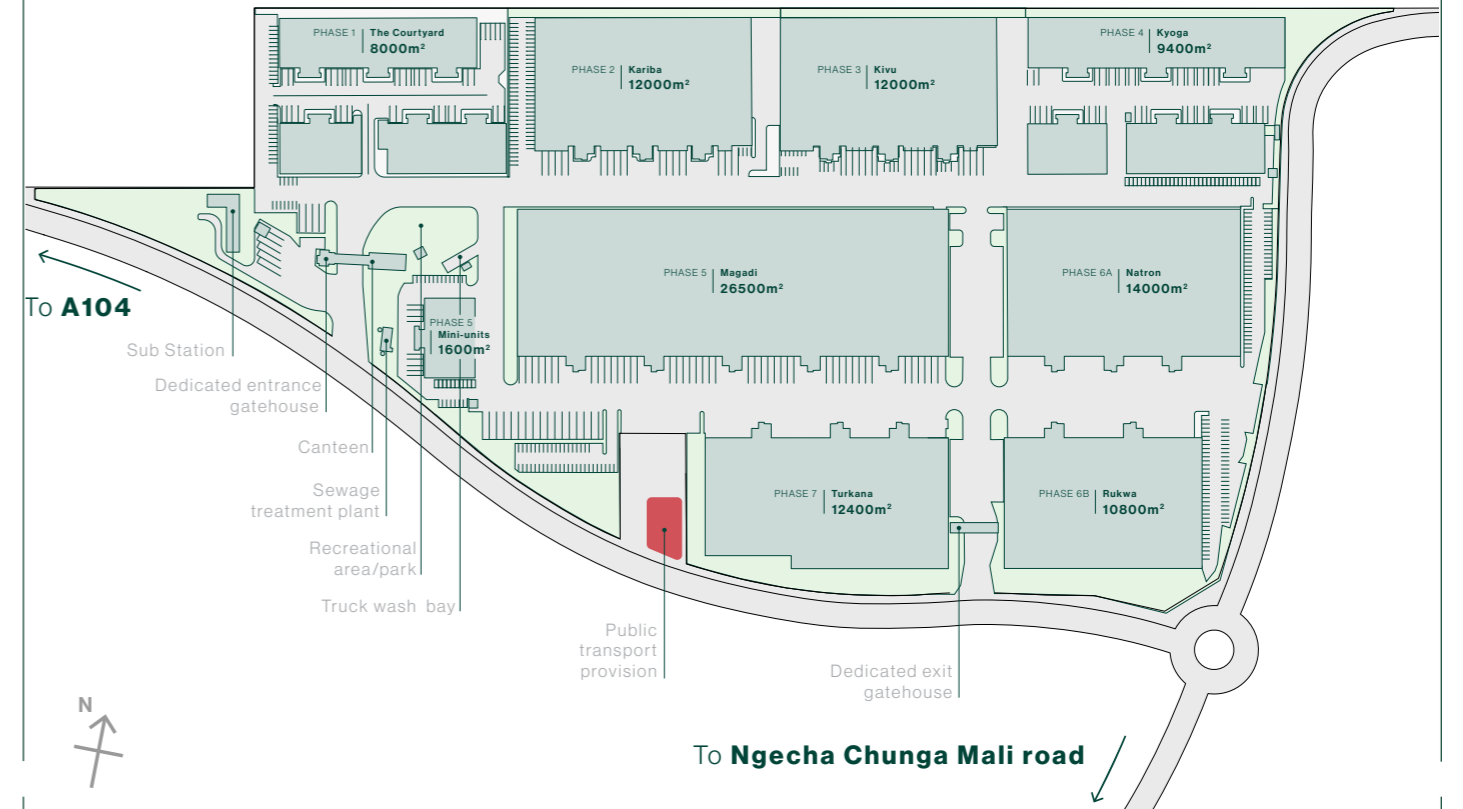 PHASE 1
The Courtyard
8000m²
PHASE 2
Kariba
12000m²
PHASE 3
Kivu
12000m²
PHASE 4
Kyoga
9400m²
PHASE 5
Magadi
26500m²
PHASE 6A
Natron
14000m²
To A104
PHASE 5
Mini-units
1600m²
Sub Station
Dedicated entrance
gatehouse
Canteen
Sewage
treatment plant
Recreational
area/park
Truck wash bay
PHASE 7
Turkana
12400m²
PHASE 6B
Rukwa
10800m²
Public
transport
provision
Dedicated exit
gatehouse
N
To Ngecha Chunga Mali road